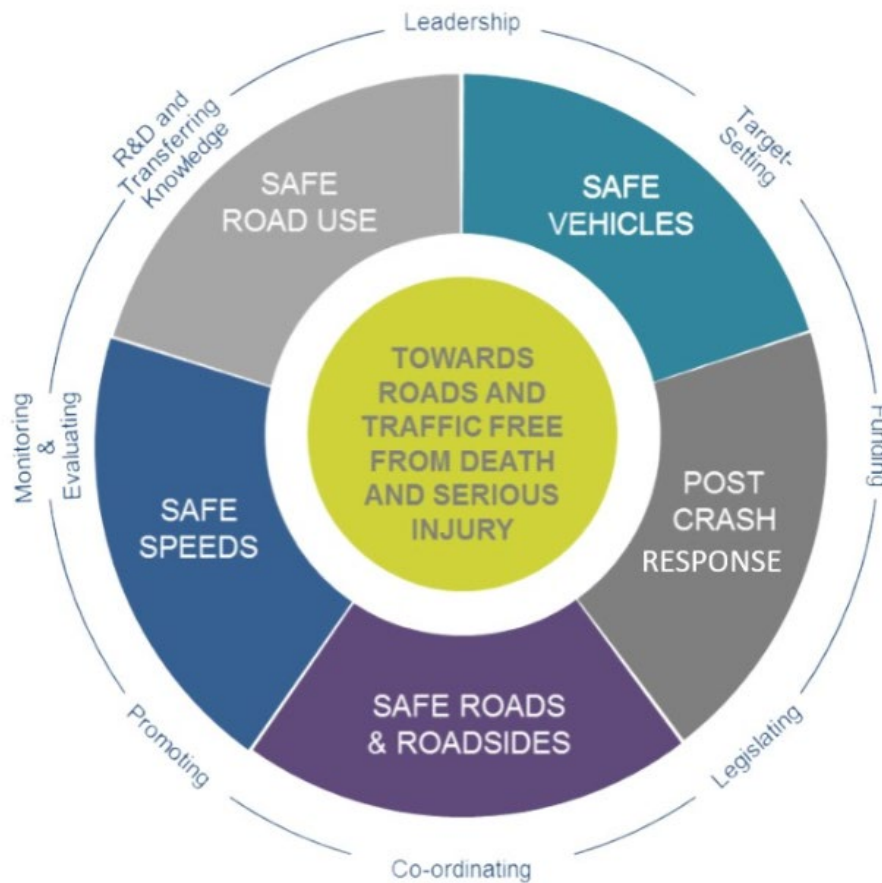 Leadership
Target-
Setting
Funding
Legislating
Co-ordinating
Promoting
Monitoring
&
Evaluating
R&D and
Transferring
Knowledge
SAFE
ROAD USE
SAFE
VEHICLES
POST
CRASH
RESPONSE
SAFE ROADS
& ROADSIDES
SAFE
SPEEDS
TOWARDS
ROADS AND
TRAFFIC FREE
FROM DEATH
AND SERIOUS
INJURY